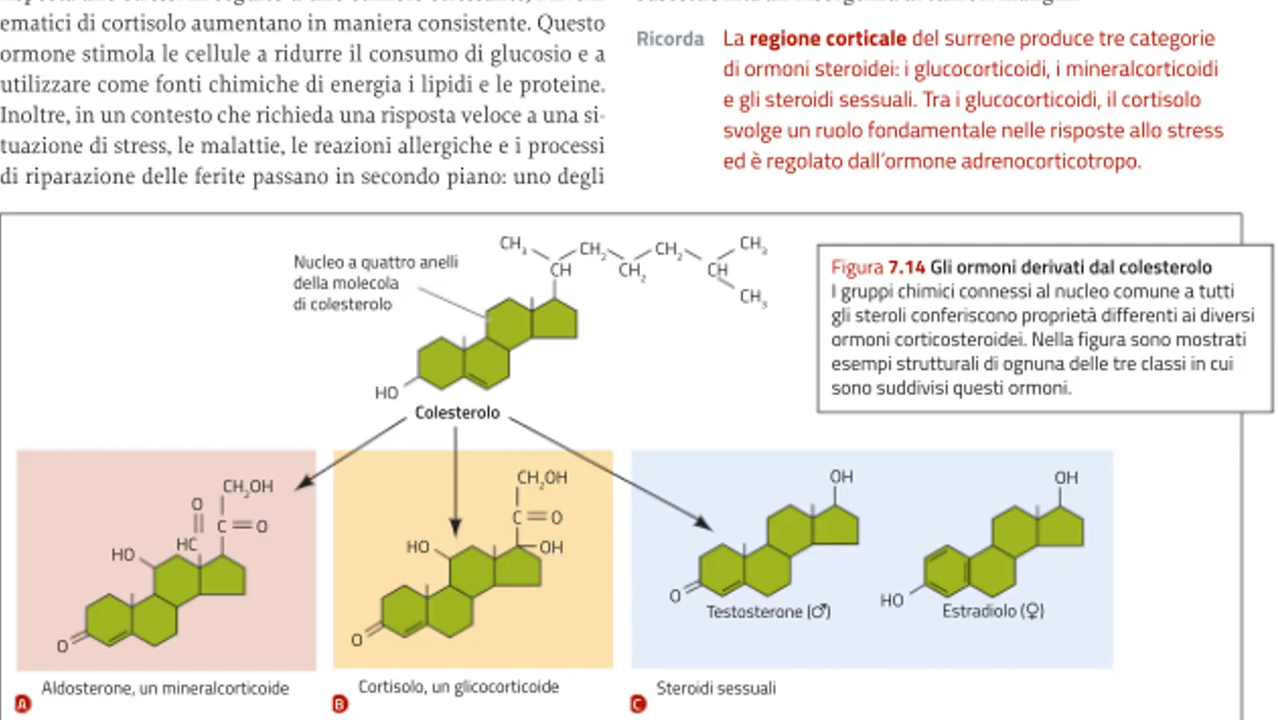 ematici di cortisolo aumentano in maniera consistente. Questo
ormone stimola le cellule a ridurre il consumo di glucosio e a
utilizzare come fonti chimiche di energia i lipidi e le proteine.
Inoltre, in un contesto che richieda una risposta veloce a una si-
tuazione di stress, le malattie, le reazioni allergiche e i processi
di riparazione delle ferite passano in secondo piano: uno degli
Ricorda La regione corticale del surrene produce tre categorie
di ormoni steroidei: i glucocorticoidi, i mineralcorticoidi
e gli steroidi sessuali. Tra i glucocorticoidi, il cortisolo
svolge un ruolo fondamentale nelle risposte allo stress
ed è regolato dall'ormone adrenocorticotropo.
Nucleo a quattro anelli
della molecola
di colesterolo
CH₃ CH₂ CH₂ CH₃
CH CH₂ CH
CH₃
HO
Colesterolo
Figura 7.14 Gli ormoni derivati dal colesterolo
I gruppi chimici connessi al nucleo comune a tutti
gli steroli conferiscono proprietà differenti ai diversi
ormoni corticosteroidei. Nella figura sono mostrati
esempi strutturali di ognuna delle tre classi in cui
sono suddivisi questi ormoni.
CH₂OH
O
C=O
HC
HO
O
A Aldosterone, un mineralcorticoide
CH₂OH
C=O
HO
OH
O
B Cortisolo, un glicocorticoide
OH
O
Testosterone (♂)
OH
HO
Estradiolo (♀)
C Steroidi sessuali